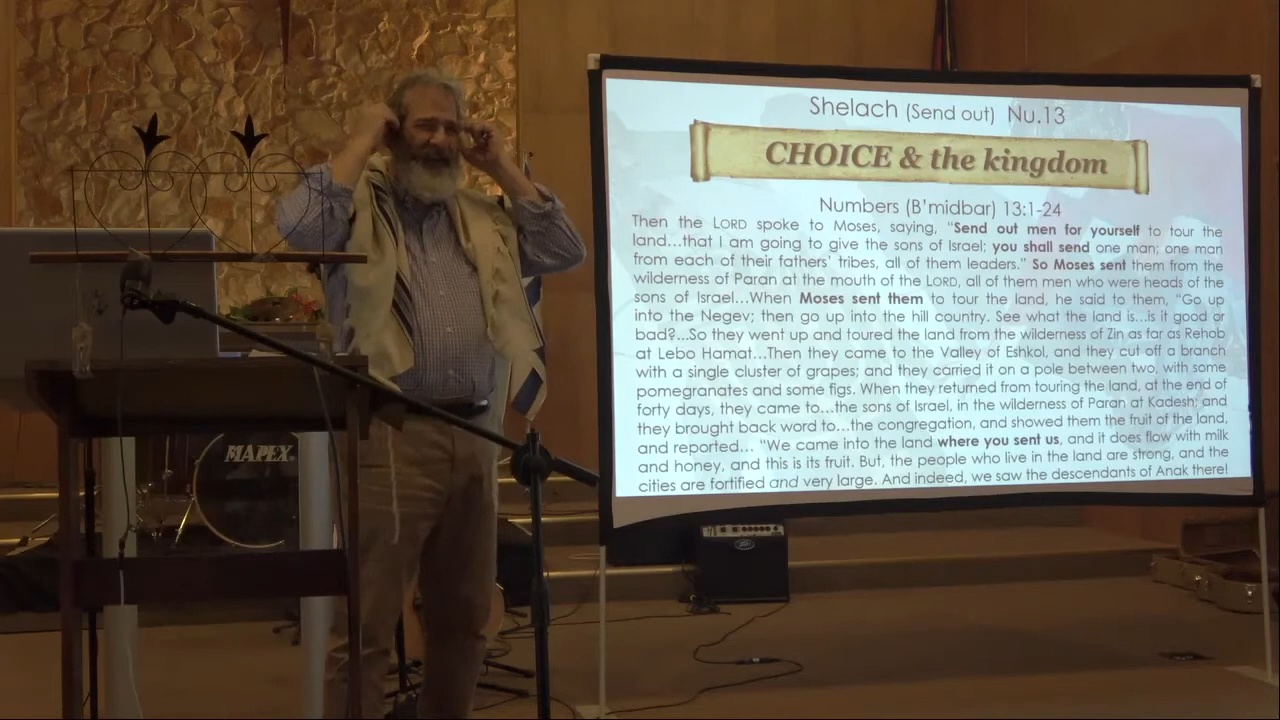 Shelach (Send out) Nu.13
CHOICE & the kingdom
Numbers (B'midbar) 13:1-24
Then the LORD spoke to Moses, saying, "Send out men for yourself to tour the
land...that I am going to give the sons of Israel; you shall send one man; one man
from each of their fathers' tribes, all of them leaders." So Moses sent them from the
wilderness of Paran at the mouth of the LORD, all of them men who were heads of the
sons of Israel...When Moses sent them to tour the land, he said to them, "Go up
into the Negev; then go up into the hill country. See what the land is...is it good or
bad?...So they went up and toured the land from the wilderness of Zin as far as Rehob
at Lebo Hamat...Then they came to the Valley of Eshkol, and they cut off a branch
with a single cluster of grapes; and they carried it on a pole between two, with some
pomegranates and some figs. When they returned from touring the land, at the end of
forty days, they came to...the sons of Israel, in the wilderness of Paran at Kadesh; and
they brought back word to...the congregation, and showed them the fruit of the land,
and reported... "We came into the land where you sent us, and it does flow with milk
and honey, and this is its fruit. But, the people who live in the land are strong, and the
cities are fortified and very large. And indeed, we saw the descendants of Anak there!
MAPEX